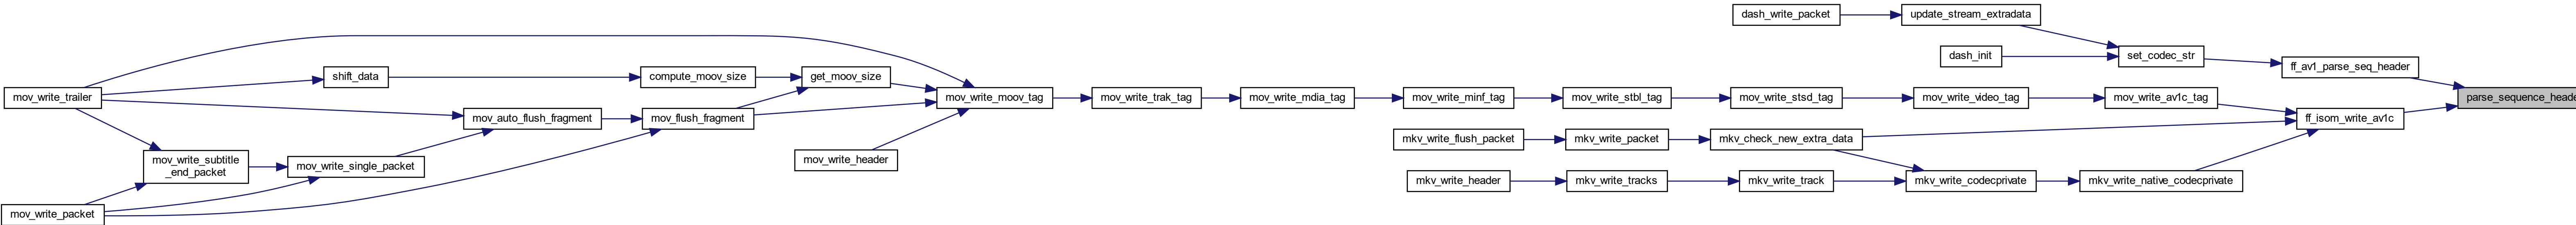 dash_write_packet
update_stream_extradata
dash_init
set_codec_str
ff_av1_parse_seq_header
shift_data
compute_moov_size
get_moov_size
mov_write_trailer
mov_write_moov_tag
mov_write_trak_tag
mov_write_mdia_tag
mov_write_minf_tag
mov_write_stbl_tag
mov_write_stsd_tag
mov_write_video_tag
mov_write_av1c_tag
parse_sequence_heade
mov_auto_flush_fragment
mov_flush_fragment
ff_isom_write_av1c
mkv_write_flush_packet
mkv_write_packet
mkv_check_new_extra_data
mov_write_subtitle
_end_packet
mov_write_single_packet
mov_write_header
mkv_write_header
mkv_write_tracks
mkv_write_track
mkv_write_codecprivate
mkv_write_native_codecprivate
mov_write_packet